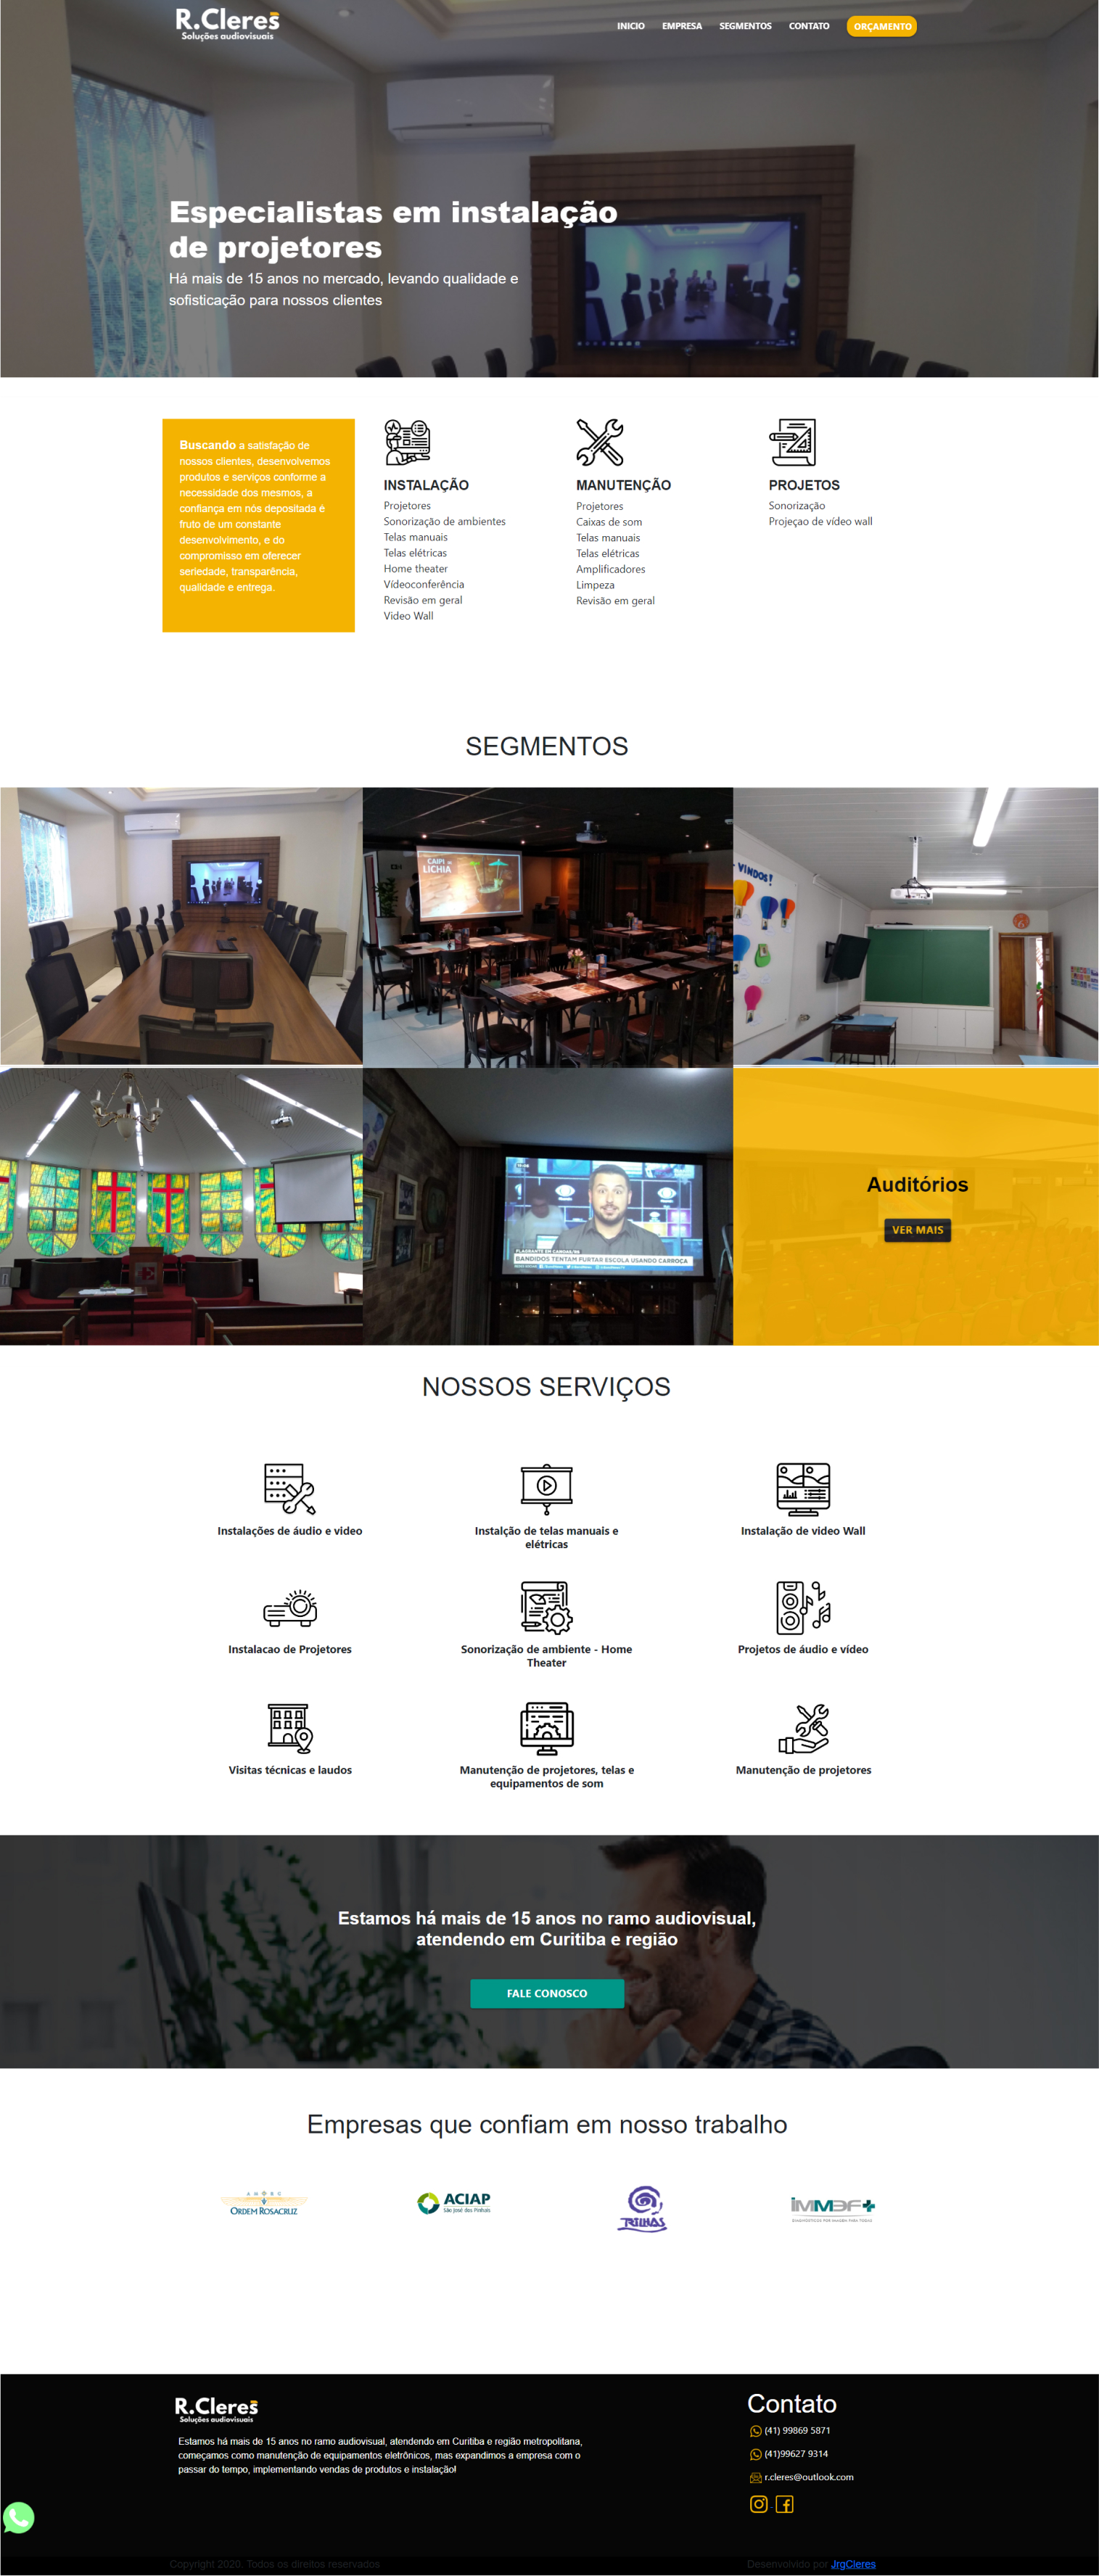 R.Cleres
Soluções audiovisuais
INICIO EMPRESA SEGMENTOS CONTATO ORÇAMENTO
Especialistas em instalação
de projetores
Há mais de 15 anos no mercado, levando qualidade e
sofisticação para nossos clientes
Buscando a satisfação de
nossos clientes, desenvolvemos
produtos e serviços conforme a
necessidade dos mesmos, a
confiança em nós depositada é
fruto de um constante
desenvolvimento, e do
compromisso em oferecer
seriedade, transparência,
qualidade e entrega.
INSTALAÇÃO
Projetores
Sonorização de ambientes
Telas manuais
Telas elétricas
Home theater
Vídeoconferência
Revisão em geral
Video Wall
MANUTENÇÃO
Projetores
Caixas de som
Telas manuais
Telas elétricas
Amplificadores
Limpeza
Revisão em geral
PROJETOS
Sonorização
Projeçao de vídeo wall
SEGMENTOS
CAIPI DE
LICHIA
VINDOS!
FLAGRANTE EM CANOAS/RS
BANDIDOS TENTAM FURTAR ESCOLA USANDO CARROÇA
Auditórios
VER MAIS
NOSSOS SERVIÇOS
Instalações de áudio e video
Instalção de telas manuais e
elétricas
Instalação de video Wall
Instalacao de Projetores
Sonorização de ambiente - Home
Theater
Projetos de áudio e vídeo
Visitas técnicas e laudos
Manutenção de projetores, telas e
equipamentos de som
Manutenção de projetores
Estamos há mais de 15 anos no ramo audiovisual,
atendendo em Curitiba e região
FALE CONOSCO
Empresas que confiam em nosso trabalho
AMORC
ORDEM ROSACRUZ
ACIAP
São José dos Pinhais
TRILHAS
IMMEF+
DIAGNÓSTICOS POR IMAGEM PARA TODOS
R.Cleres
Soluções audiovisuais
Estamos há mais de 15 anos no ramo audiovisual, atendendo em Curitiba e região metropolitana,
começamos como manutenção de equipamentos eletrônicos, mas expandimos a empresa com o
passar do tempo, implementando vendas de produtos e instalação!
Contato
(41) 99869 5871
(41)99627 9314
r.cleres@outlook.com
Copyright 2020. Todos os direitos reservados
Desenvolvido por JrgCleres